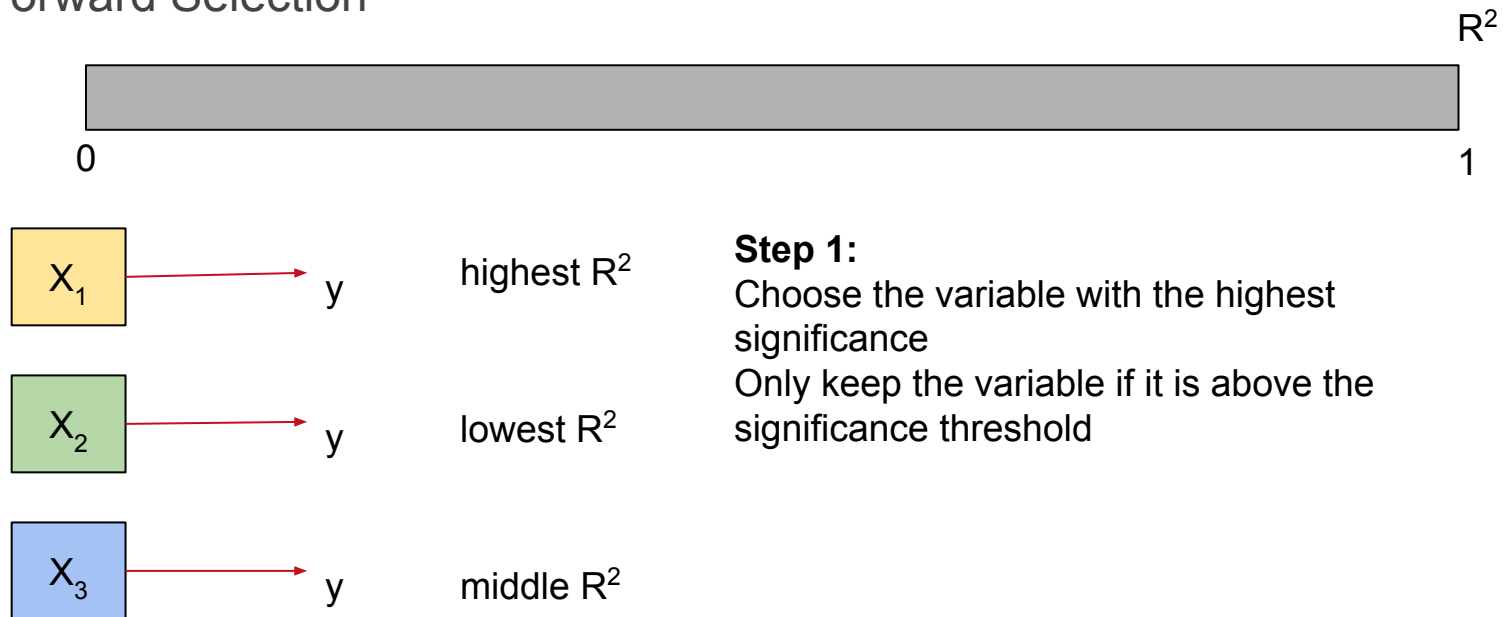 orward Selection
R²
0
1
X₁
y
highest R²
Step 1:
Choose the variable with the highest
significance
Only keep the variable if it is above the
significance threshold
X₂
y
lowest R²
X₃
y
middle R²